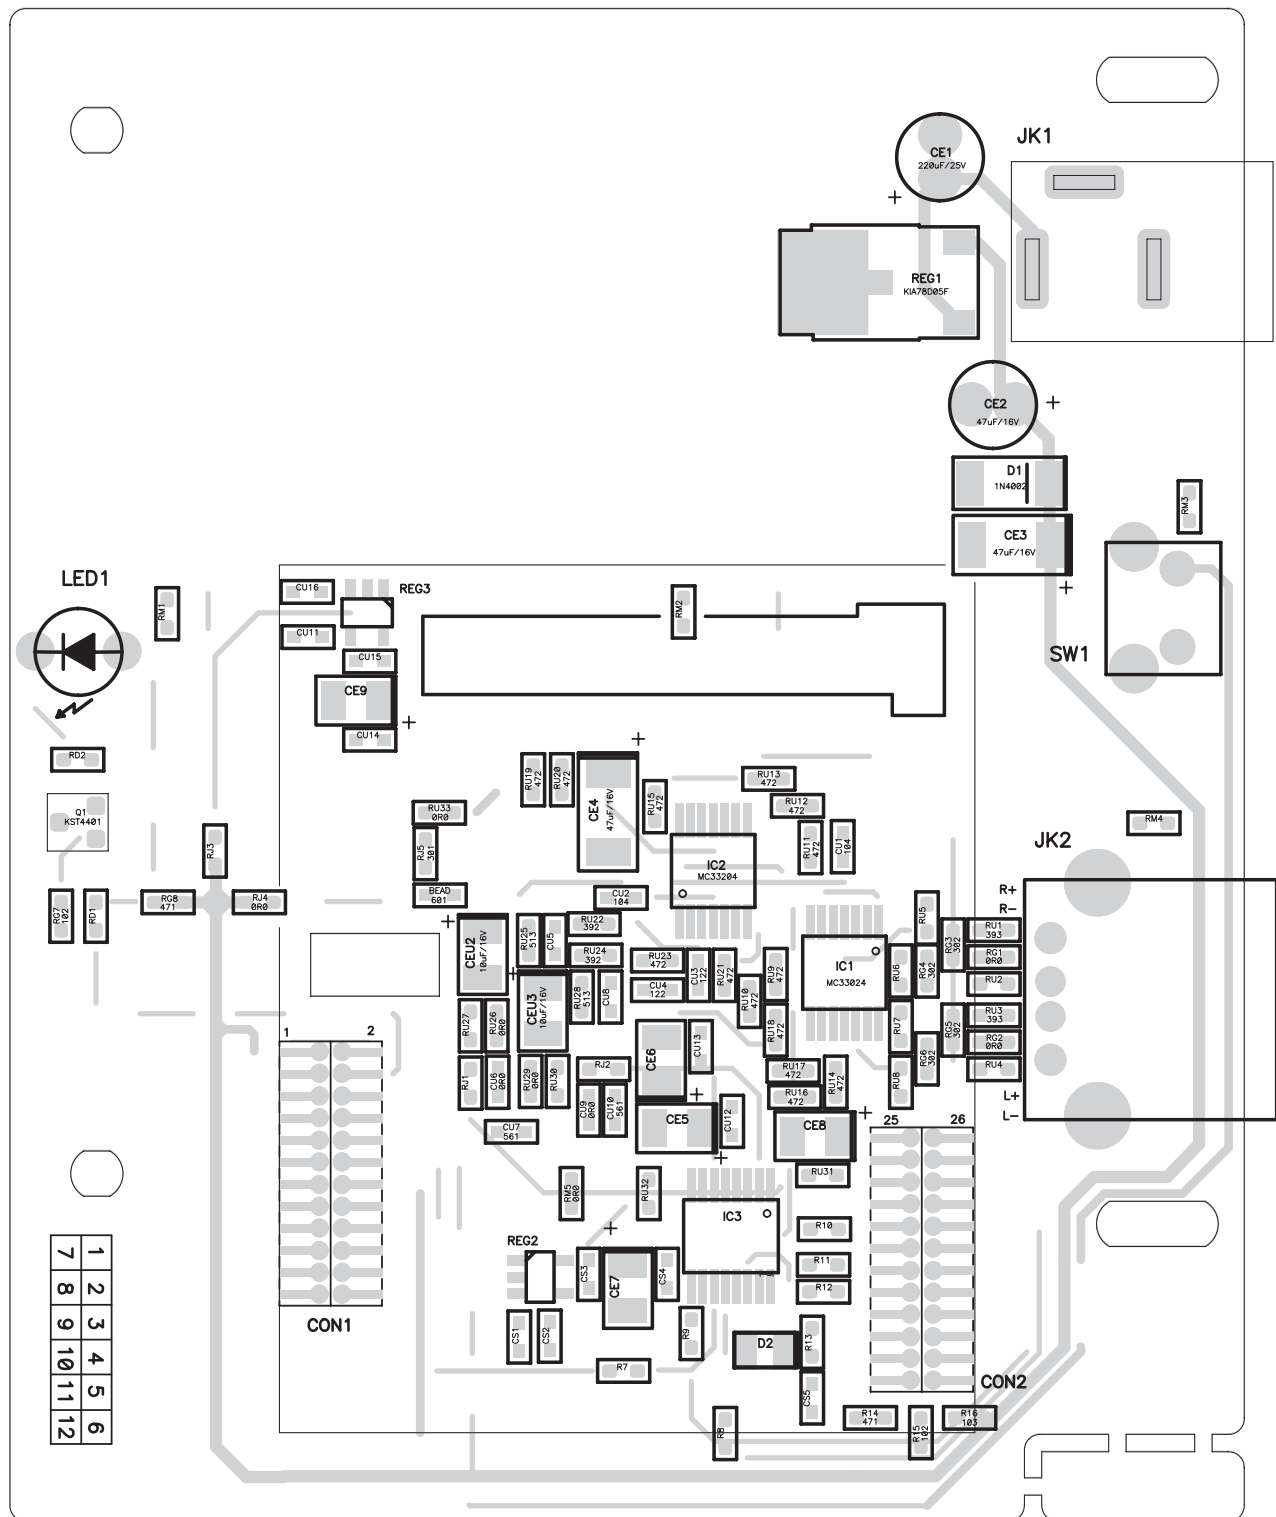 CE1
220uF/25V
JK1
+
REG1
KIA78D05F
CE2
47uF/16V
+
D1
1N4002
RM3
CE3
47uF/16V
+
LED1
RM1
CU16
REG3
RM2
CU11
CU15
SW1
CE9
+
CU14
RD2
+
RU19
472
RU20
472
CE4
47uF/16V
RU15
472
RU13
472
RU12
472
Q1
KST4401
RU33
0R0
RM4
RJ3
RJ5
301
IC2
MC33204
RU11
472
CU1
104
JK2
BEAD
601
CU2
104
RG7
102
RD1
RG8
471
RJ4
0R0
R+
R-
+
CEU2
10uF/16V
RU25
513
CU5
RU22
392
RU5
RG3
302
RU1
393
RU24
392
RU23
472
CU3
122
RU21
472
RU9
472
IC1
MC33024
RU6
RG4
302
RG1
0R0
+
CEU3
10uF/16V
RU28
513
CU8
CU4
122
RU10
472
RU2
RU27
RU26
0R0
RU18
472
RU7
RG5
302
RU3
393
1
2
CE6
CU13
RG6
302
RG2
0R0
RJ1
CU6
0R0
RU29
0R0
RU30
RJ2
RU17
472
RU14
472
RU8
RU4
+
CU9
0R0
CU10
561
RU16
472
L+
L-
CU7
561
CE5
CU12
+
CE8
+
25
26
RM5
0R0
RU32
RU31
IC3
R10
REG2
+
CS3
CE7
CS4
R11
R12
CON1
CS1
CS2
R9
D2
R13
R7
CS5
CON2
R8
R14
471
R15
102
R16
103
1 2 3 4 5 6
7 8 9 10 11 12